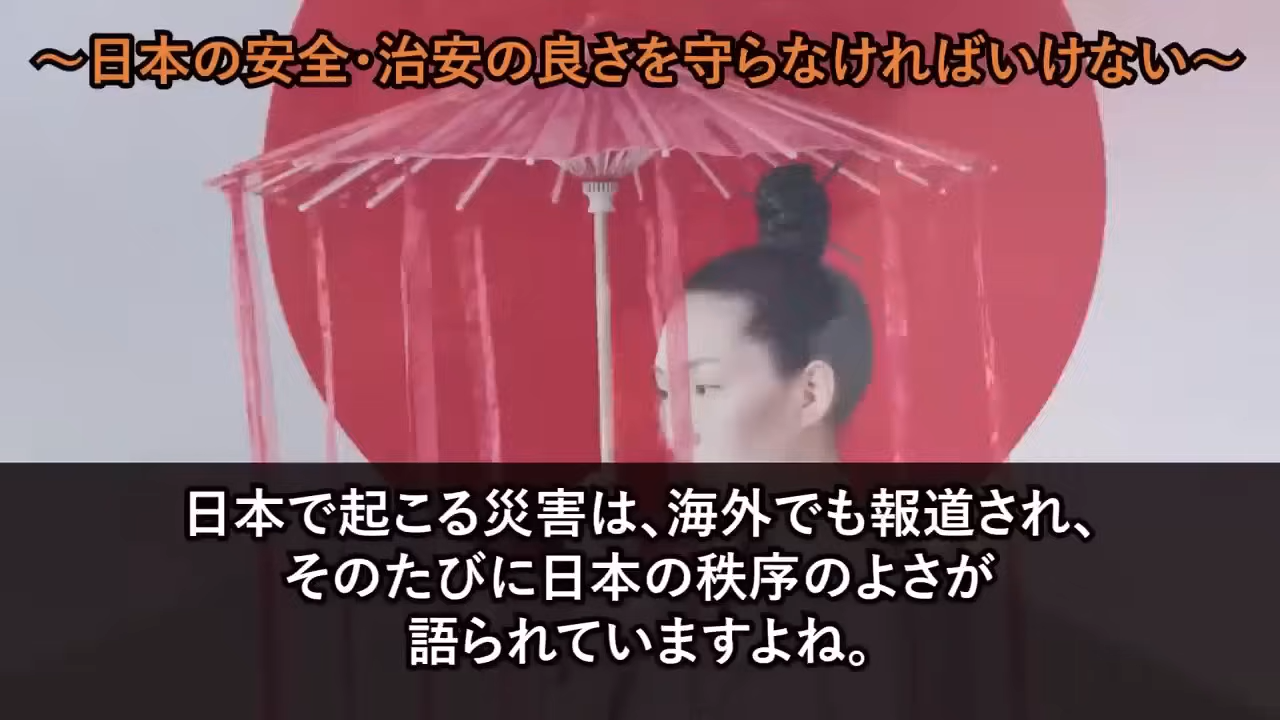 ～日本の安全・治安の良さを守らなければいけない～
日本で起こる災害は、海外でも報道され、
そのたびに日本の秩序のよさが
語られていますよね。